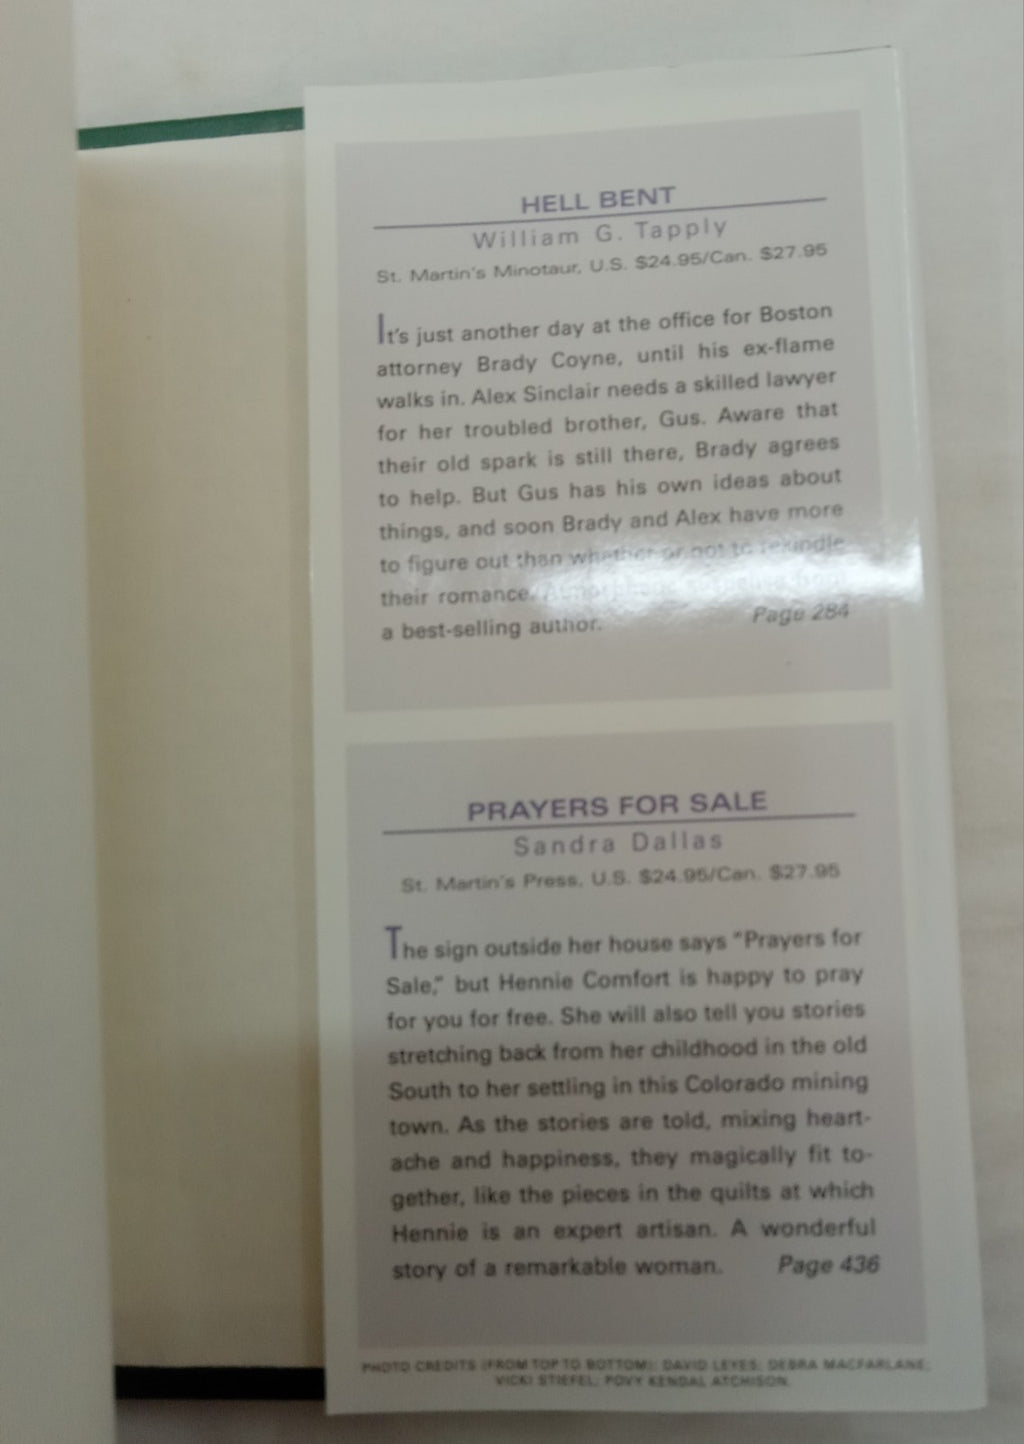 HELL BENT
William G. Tapply
St. Martin's Minotaur, U.S. $24.95/Can. $27.95
It's just another day at the office for Boston
attorney Brady Coyne, until his ex-flame
walks in. Alex Sinclair needs a skilled lawyer
for her troubled brother, Gus. Aware that
their old spark is still there, Brady agrees
to help. But Gus has his own ideas about
things, and soon Brady and Alex have more
to figure out than whether or not to rekindle
their romance. suspense from
a best-selling author. Page 284
PRAYERS FOR SALE
Sandra Dallas
St. Martin's Press, U.S. $24.95/Can. $27.95
The sign outside her house says "Prayers for
Sale," but Hennie Comfort is happy to pray
for you for free. She will also tell you stories
stretching back from her childhood in the old
South to her settling in this Colorado mining
town. As the stories are told, mixing heart-
ache and happiness, they magically fit to-
gether, like the pieces in the quilts at which
Hennie is an expert artisan. A wonderful
story of a remarkable woman. Page 436
PHOTO CREDITS (FROM TOP TO BOTTOM): DAVID LEYES; DEBRA MACFARLANE;
VICKI STIEFEL; POVY KENDAL ATCHISON.